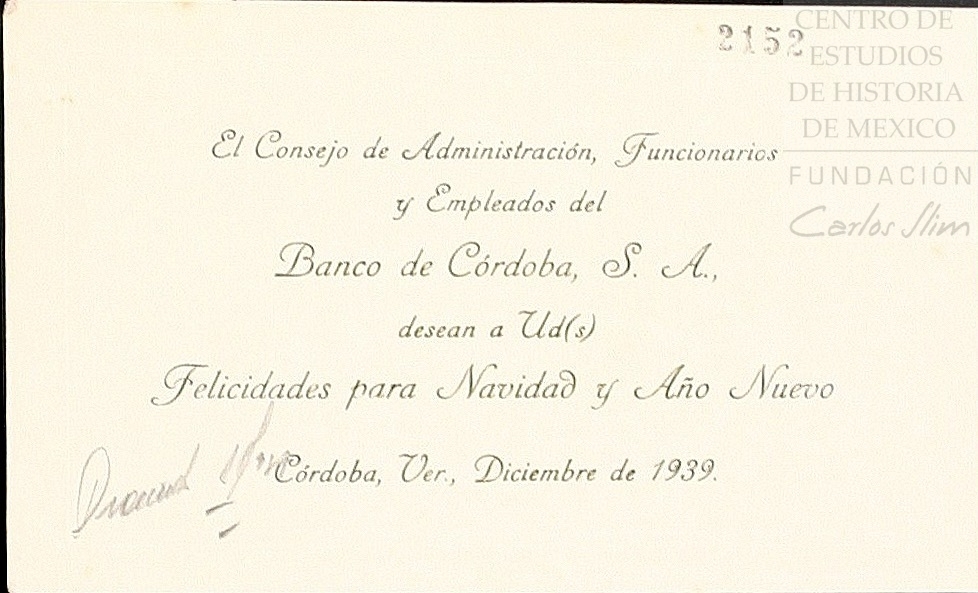 2152
CENTRO DE
ESTUDIOS
DE HISTORIA
DE MEXICO
FUNDACIÓN
Carlos Slim
El Consejo de Administración, Funcionarios
y Empleados del
Banco de Córdoba, S. A.,
desean a Ud(s)
Felicidades para Navidad y Año Nuevo
Córdoba, Ver., Diciembre de 1939.